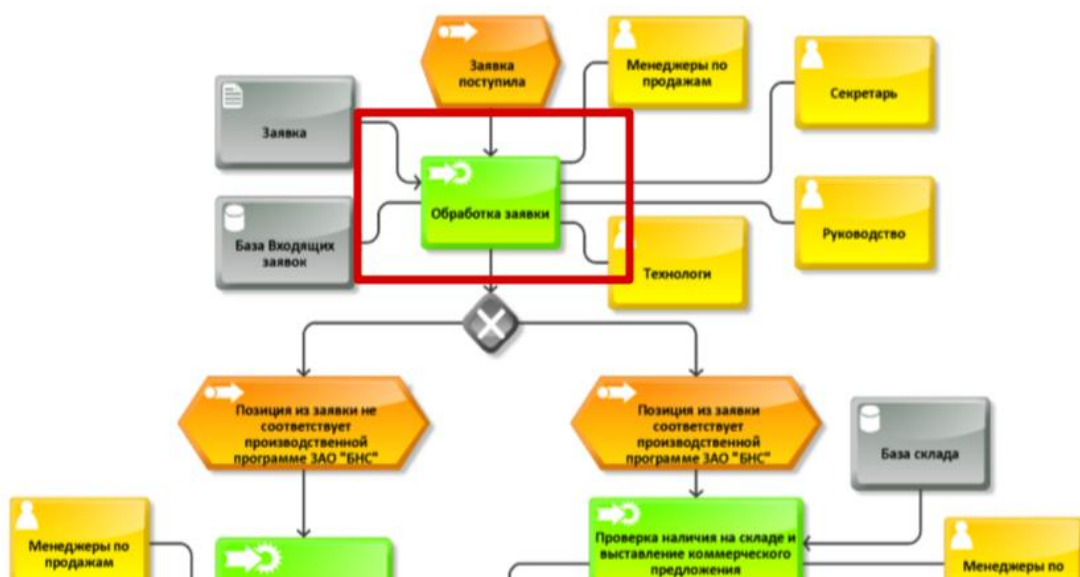 Заявка
поступила
Менеджеры по
продажам
Секретарь
Заявка
Обработка заявки
База Входящих
заявок
Руководство
Технологи
Позиция из заявки не
соответствует
производственной
программе ЗАО "БНС"
Позиция из заявки
соответствует
производственной
программе ЗАО "БНС"
База склада
Менеджеры по
продажам
Проверка наличия на складе и
выставление коммерческого
предложения
Менеджеры по